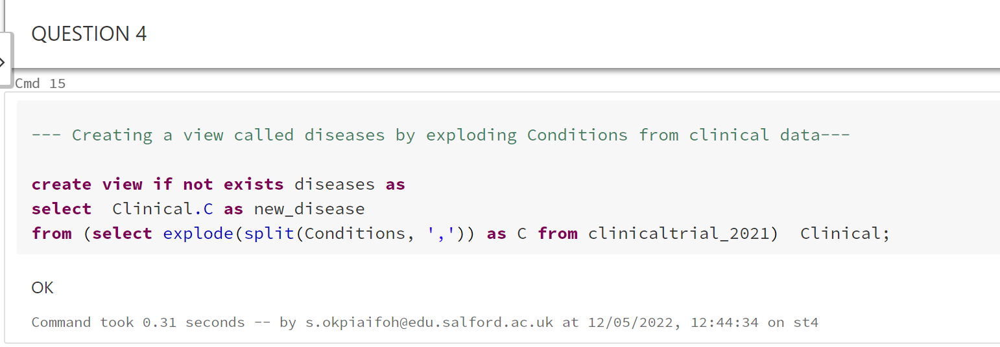 QUESTION 4
Cmd 15
--- Creating a view called diseases by exploding Conditions from clinical data---
create view if not exists diseases as
select  Clinical.C as new_disease
from (select explode(split(Conditions, ',')) as C from clinicaltrial_2021)  Clinical;
OK
Command took 0.31 seconds -- by s.okpiaifoh@edu.salford.ac.uk at 12/05/2022, 12:44:34 on st4